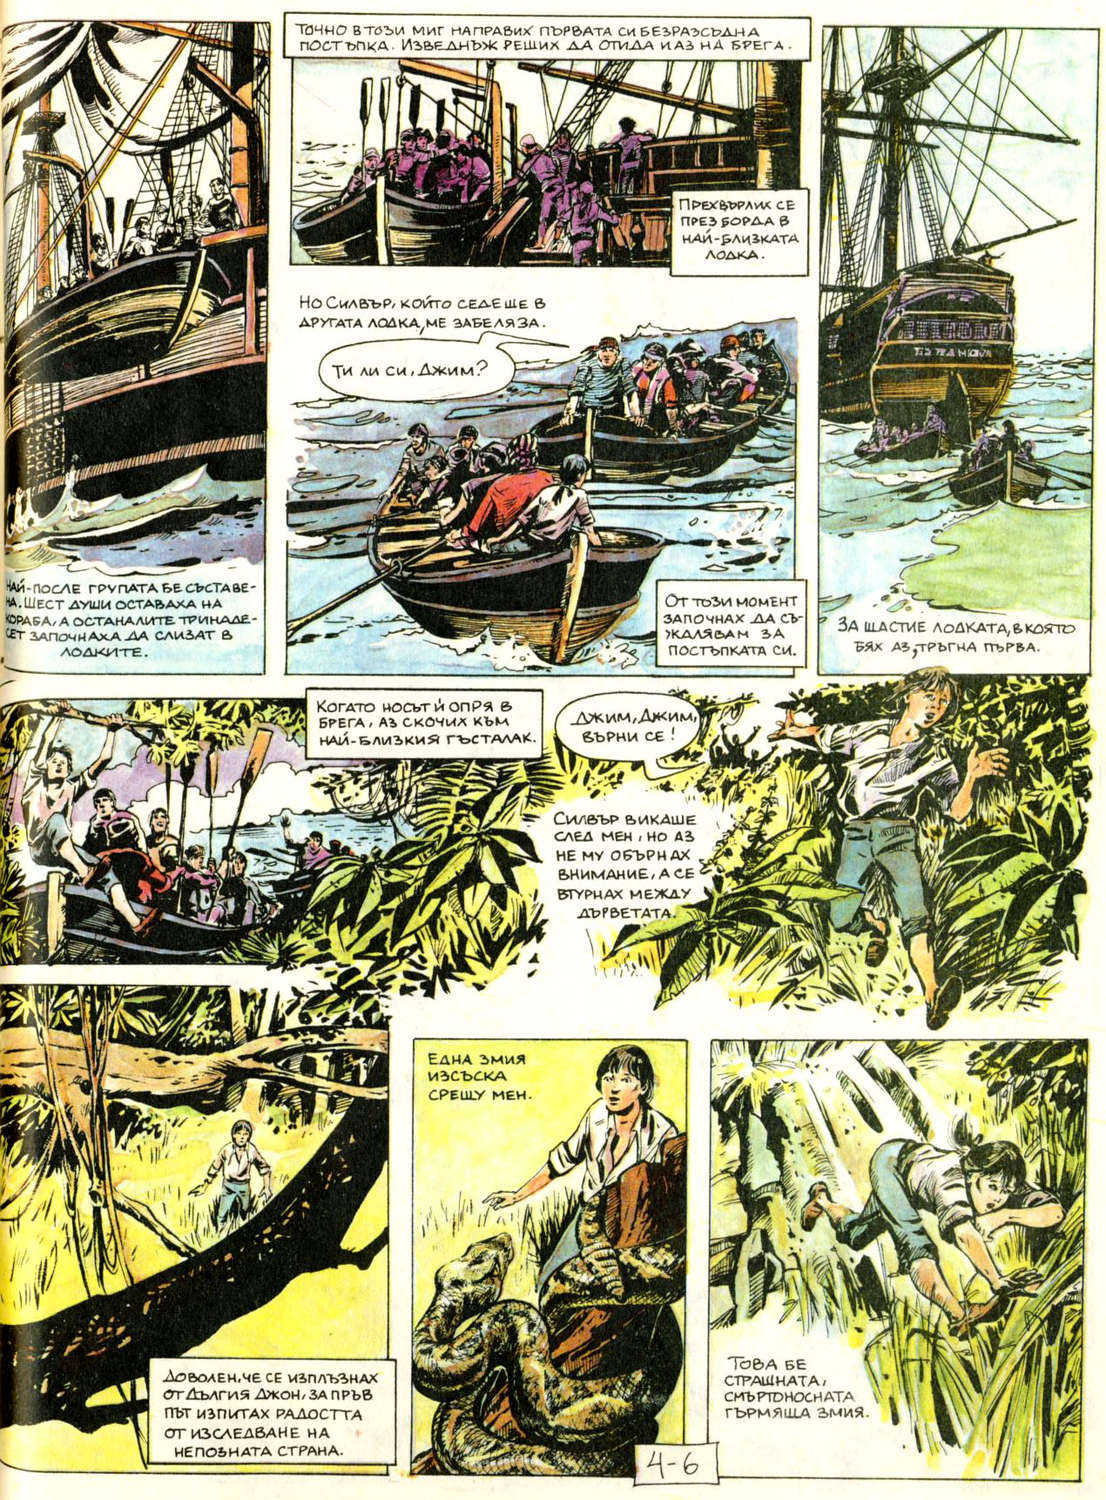 НАЙ-ПОСЛЕ ГРУПАТА БЕ СЪСТАВЕ-
НА. ШЕСТ ДУШИ ОСТАВАХА НА
КОРАБА, А ОСТАНАЛИТЕ ТРИНАДЕ-
СЕТ ЗАПОЧНАХА ДА СЛИЗАТ В
ЛОДКИТЕ.
ТОЧНО В ТОЗИ МИГ НАПРАВИХ ПЪРВАТА СИ БЕЗРАЗСЪДНА
ПОСТЪПКА. ИЗВЕДНЪЖ РЕШИХ ДА ОТИДА И АЗ НА БРЕГА.
ПРЕХВЪРЛИХ СЕ
ПРЕЗ БОРДА В
НАЙ-БЛИЗКАТА
ЛОДКА.
НО СИЛВЪР, КОЙТО СЕДЕШЕ В
ДРУГАТА ЛОДКА, МЕ ЗАБЕЛЯЗА.
ТИ ЛИ СИ, ДЖИМ?
ОТ ТОЗИ МОМЕНТ
ЗАПОЧНАХ ДА СЪ-
ЖАЛЯВАМ ЗА
ПОСТЪПКАТА СИ.
ЗА ЩАСТИЕ ЛОДКАТА, В КОЯТО
БЯХ АЗ, ТРЪГНА ПЪРВА.
КОГАТО НОСЪТ Й ОПРЯ В
БРЕГА, АЗ СКОЧИХ КЪМ
НАЙ-БЛИЗКИЯ ГЪСТАЛАК.
ДЖИМ, ДЖИМ,
ВЪРНИ СЕ!
СИЛВЪР ВИКАШЕ
СЛЕД МЕН, НО АЗ
НЕ МУ ОБЪРНАХ
ВНИМАНИЕ, А СЕ
ВТУРНАХ МЕЖДУ
ДЪРВЕТАТА.
ДОВОЛЕН, ЧЕ СЕ ИЗПЛЪЗНАХ
ОТ ДЪЛГИЯ ДЖОН, ЗА ПРЪВ
ПЪТ ИЗПИТАХ РАДОСТТА
ОТ ИЗСЛЕДВАНЕ НА
НЕПОЗНАТА СТРАНА.
ЕДНА ЗМИЯ
ИЗСЪСКА
СРЕЩУ МЕН.
ТОВА БЕ
СТРАШНАТА,
СМЪРТОНОСНАТА
ГЪРМЯЩА ЗМИЯ.
4-6